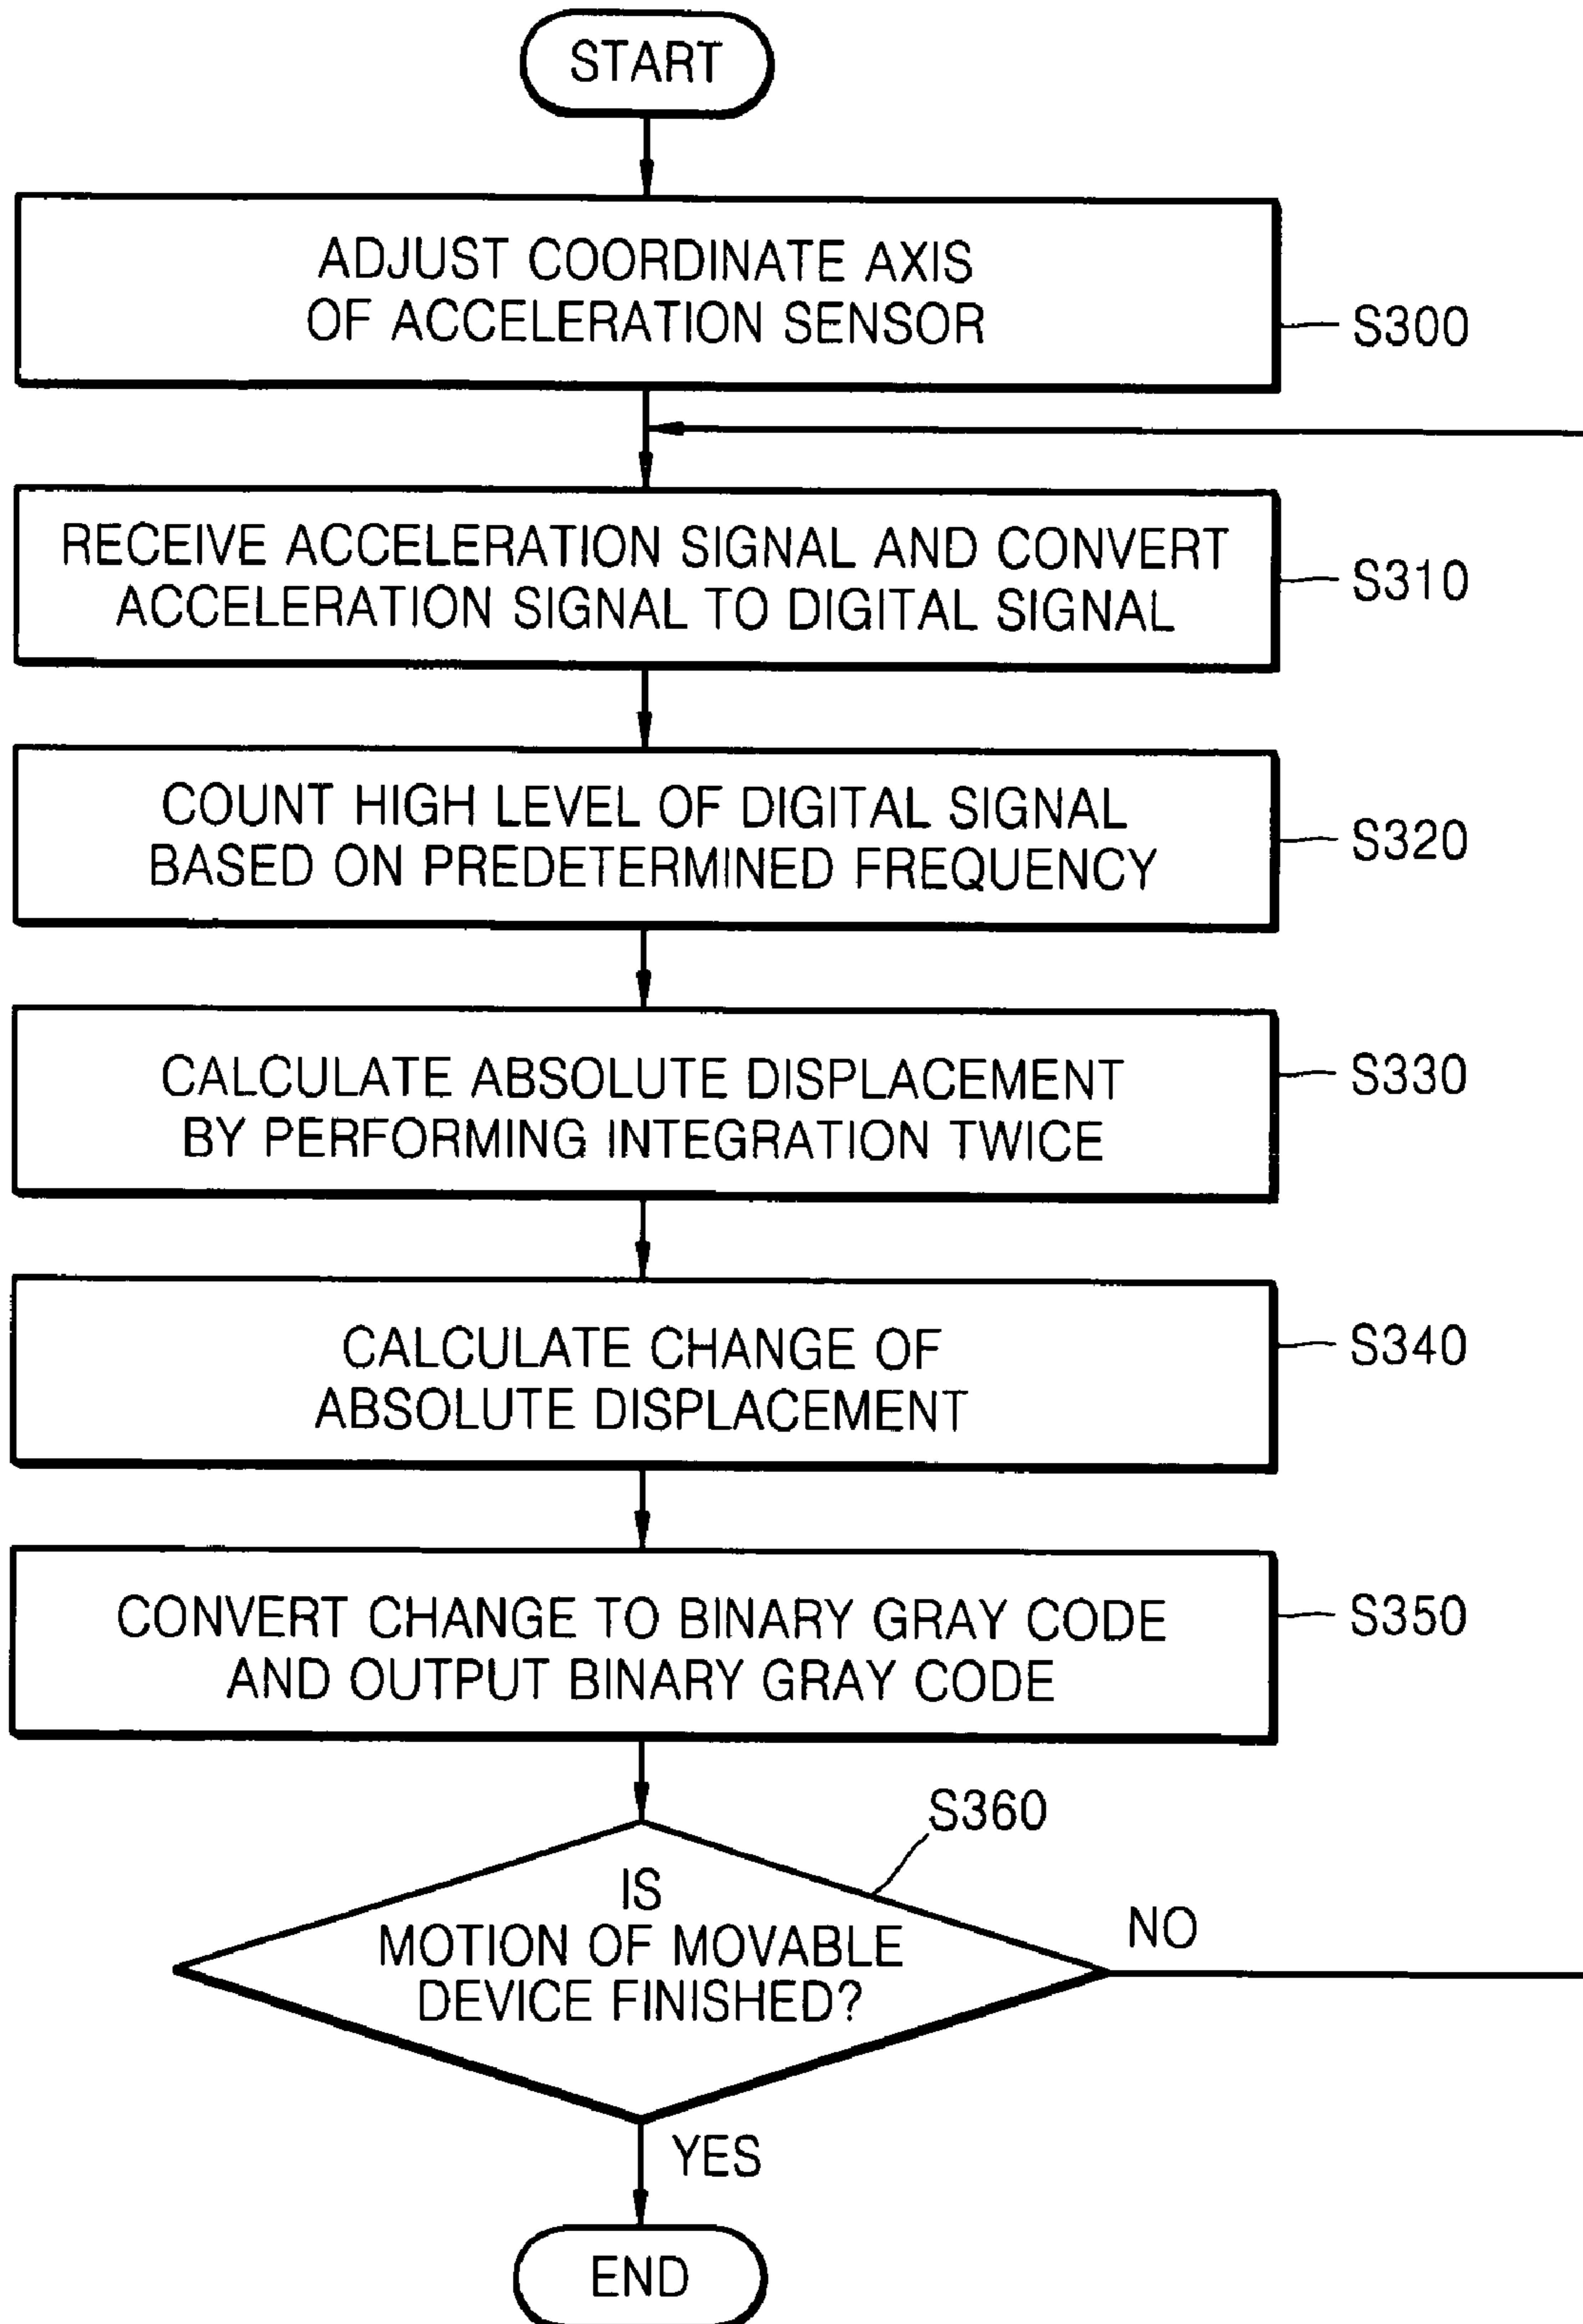 START
ADJUST COORDINATE AXIS
OF ACCELERATION SENSOR
S300
RECEIVE ACCELERATION SIGNAL AND CONVERT
ACCELERATION SIGNAL TO DIGITAL SIGNAL
S310
COUNT HIGH LEVEL OF DIGITAL SIGNAL
BASED ON PREDETERMINED FREQUENCY
S320
CALCULATE ABSOLUTE DISPLACEMENT
BY PERFORMING INTEGRATION TWICE
S330
CALCULATE CHANGE OF
ABSOLUTE DISPLACEMENT
S340
CONVERT CHANGE TO BINARY GRAY CODE
AND OUTPUT BINARY GRAY CODE
S350
S360
IS
MOTION OF MOVABLE
DEVICE FINISHED?
NO
YES
END